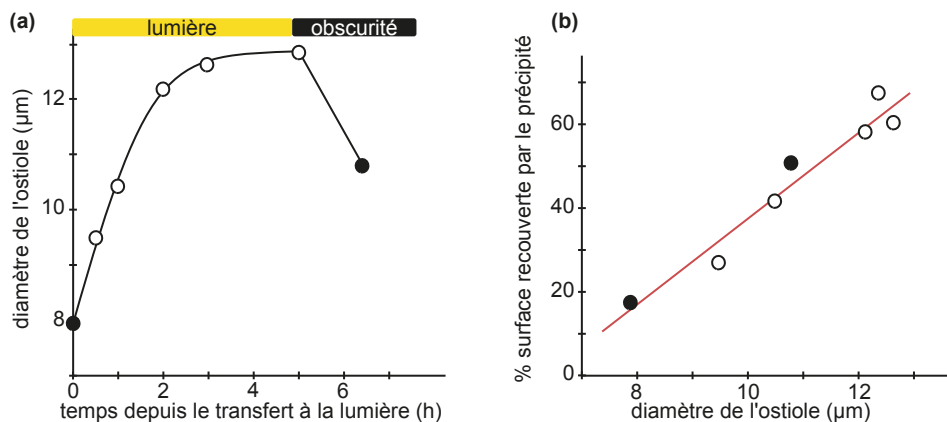 (a)
lumière
obscurité
diamètre de l'ostiole (µm)
12
10
8
0
2
4
6
temps depuis le transfert à la lumière (h)
(b)
% surface recouverte par le précipité
60
40
20
0
8
10
12
diamètre de l'ostiole (µm)